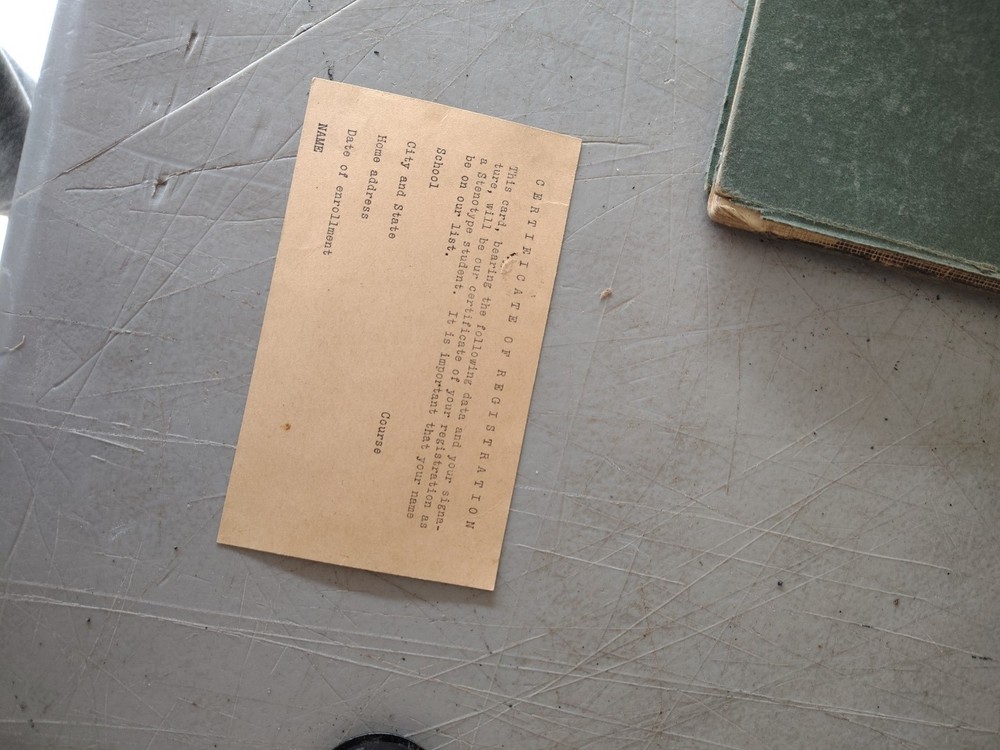 CERTIFICATE OF REGISTRATION
This card, bearing the following data and your signa-
ture, will be our certificate of your registration as
a Stenotype student. It is important that your name
be on our list.
School
City and State
Home address Course
Date of enrollment
NAME